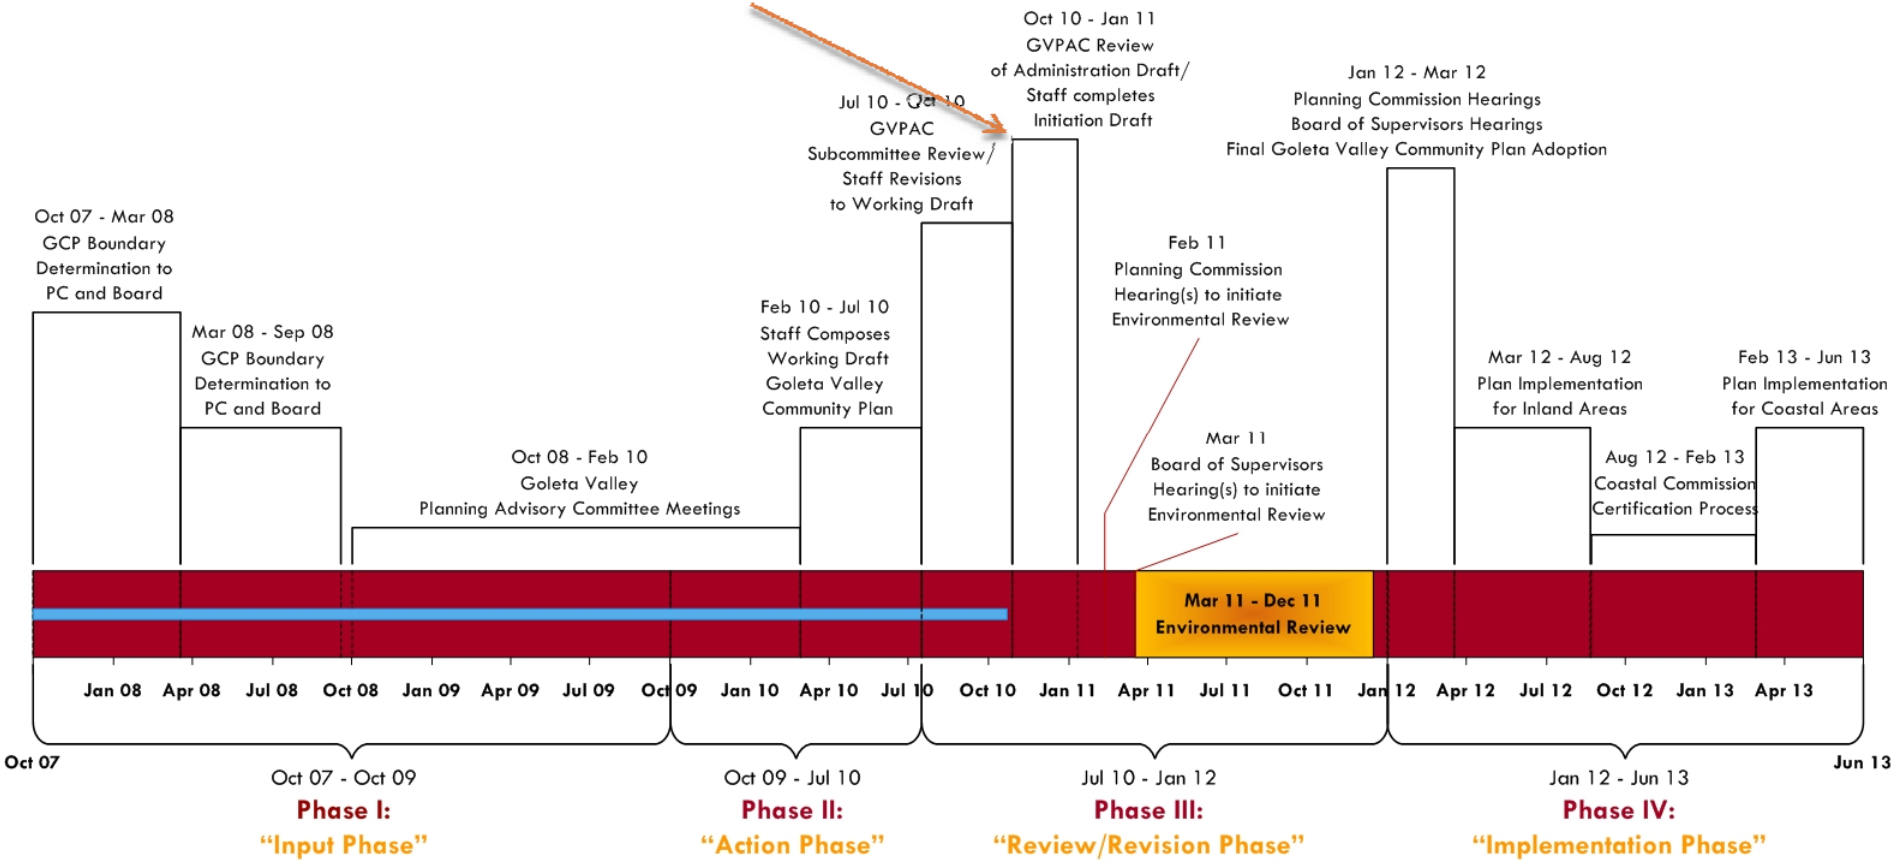 Oct 10 - Jan 11
GVPAC Review
of Administration Draft/
Staff completes
Initiation Draft
Jul 10 - Oct 10
GVPAC
Subcommittee Review/
Staff Revisions
to Working Draft
Jan 12 - Mar 12
Planning Commission Hearings
Board of Supervisors Hearings
Final Goleta Valley Community Plan Adoption
Oct 07 - Mar 08
GCP Boundary
Determination to
PC and Board
Mar 08 - Sep 08
GCP Boundary
Determination to
PC and Board
Oct 08 - Feb 10
Goleta Valley
Planning Advisory Committee Meetings
Feb 10 - Jul 10
Staff Composes
Working Draft
Goleta Valley
Community Plan
Feb 11
Planning Commission
Hearing(s) to initiate
Environmental Review
Mar 11
Board of Supervisors
Hearing(s) to initiate
Environmental Review
Mar 12 - Aug 12
Plan Implementation
for Inland Areas
Aug 12 - Feb 13
Coastal Commission
Certification Process
Feb 13 - Jun 13
Plan Implementation
for Coastal Areas
Mar 11 - Dec 11
Environmental Review
Jan 08 Apr 08 Jul 08 Oct 08 Jan 09 Apr 09 Jul 09 Oct 09 Jan 10 Apr 10 Jul 10 Oct 10 Jan 11 Apr 11 Jul 11 Oct 11 Jan 12 Apr 12 Jul 12 Oct 12 Jan 13 Apr 13
Oct 07
Jun 13
Oct 07 - Oct 09
Phase I:
“Input Phase”
Oct 09 - Jul 10
Phase II:
“Action Phase”
Jul 10 - Jan 12
Phase III:
“Review/Revision Phase”
Jan 12 - Jun 13
Phase IV:
“Implementation Phase”